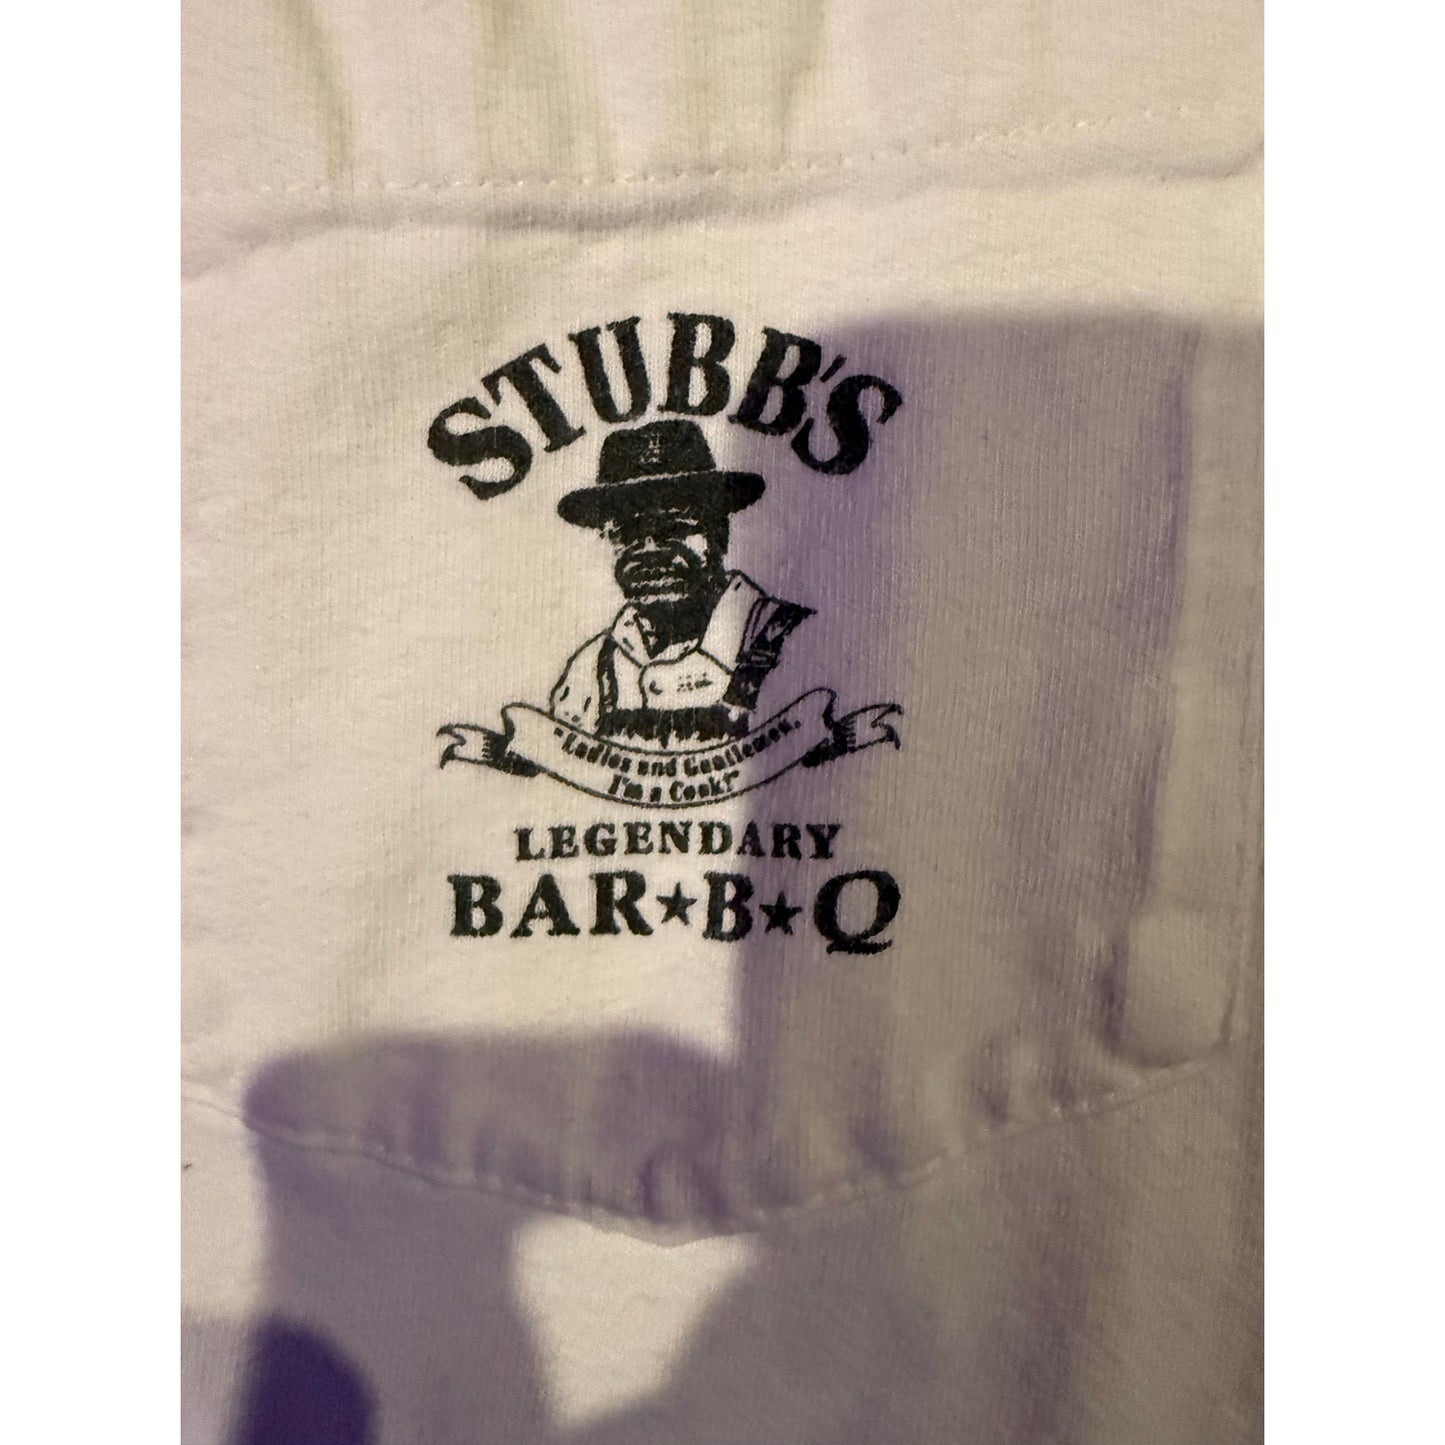 STUBB'S
"Ladies and Gentlemen,
I'm a Cook!"
LEGENDARY
BAR★B★Q